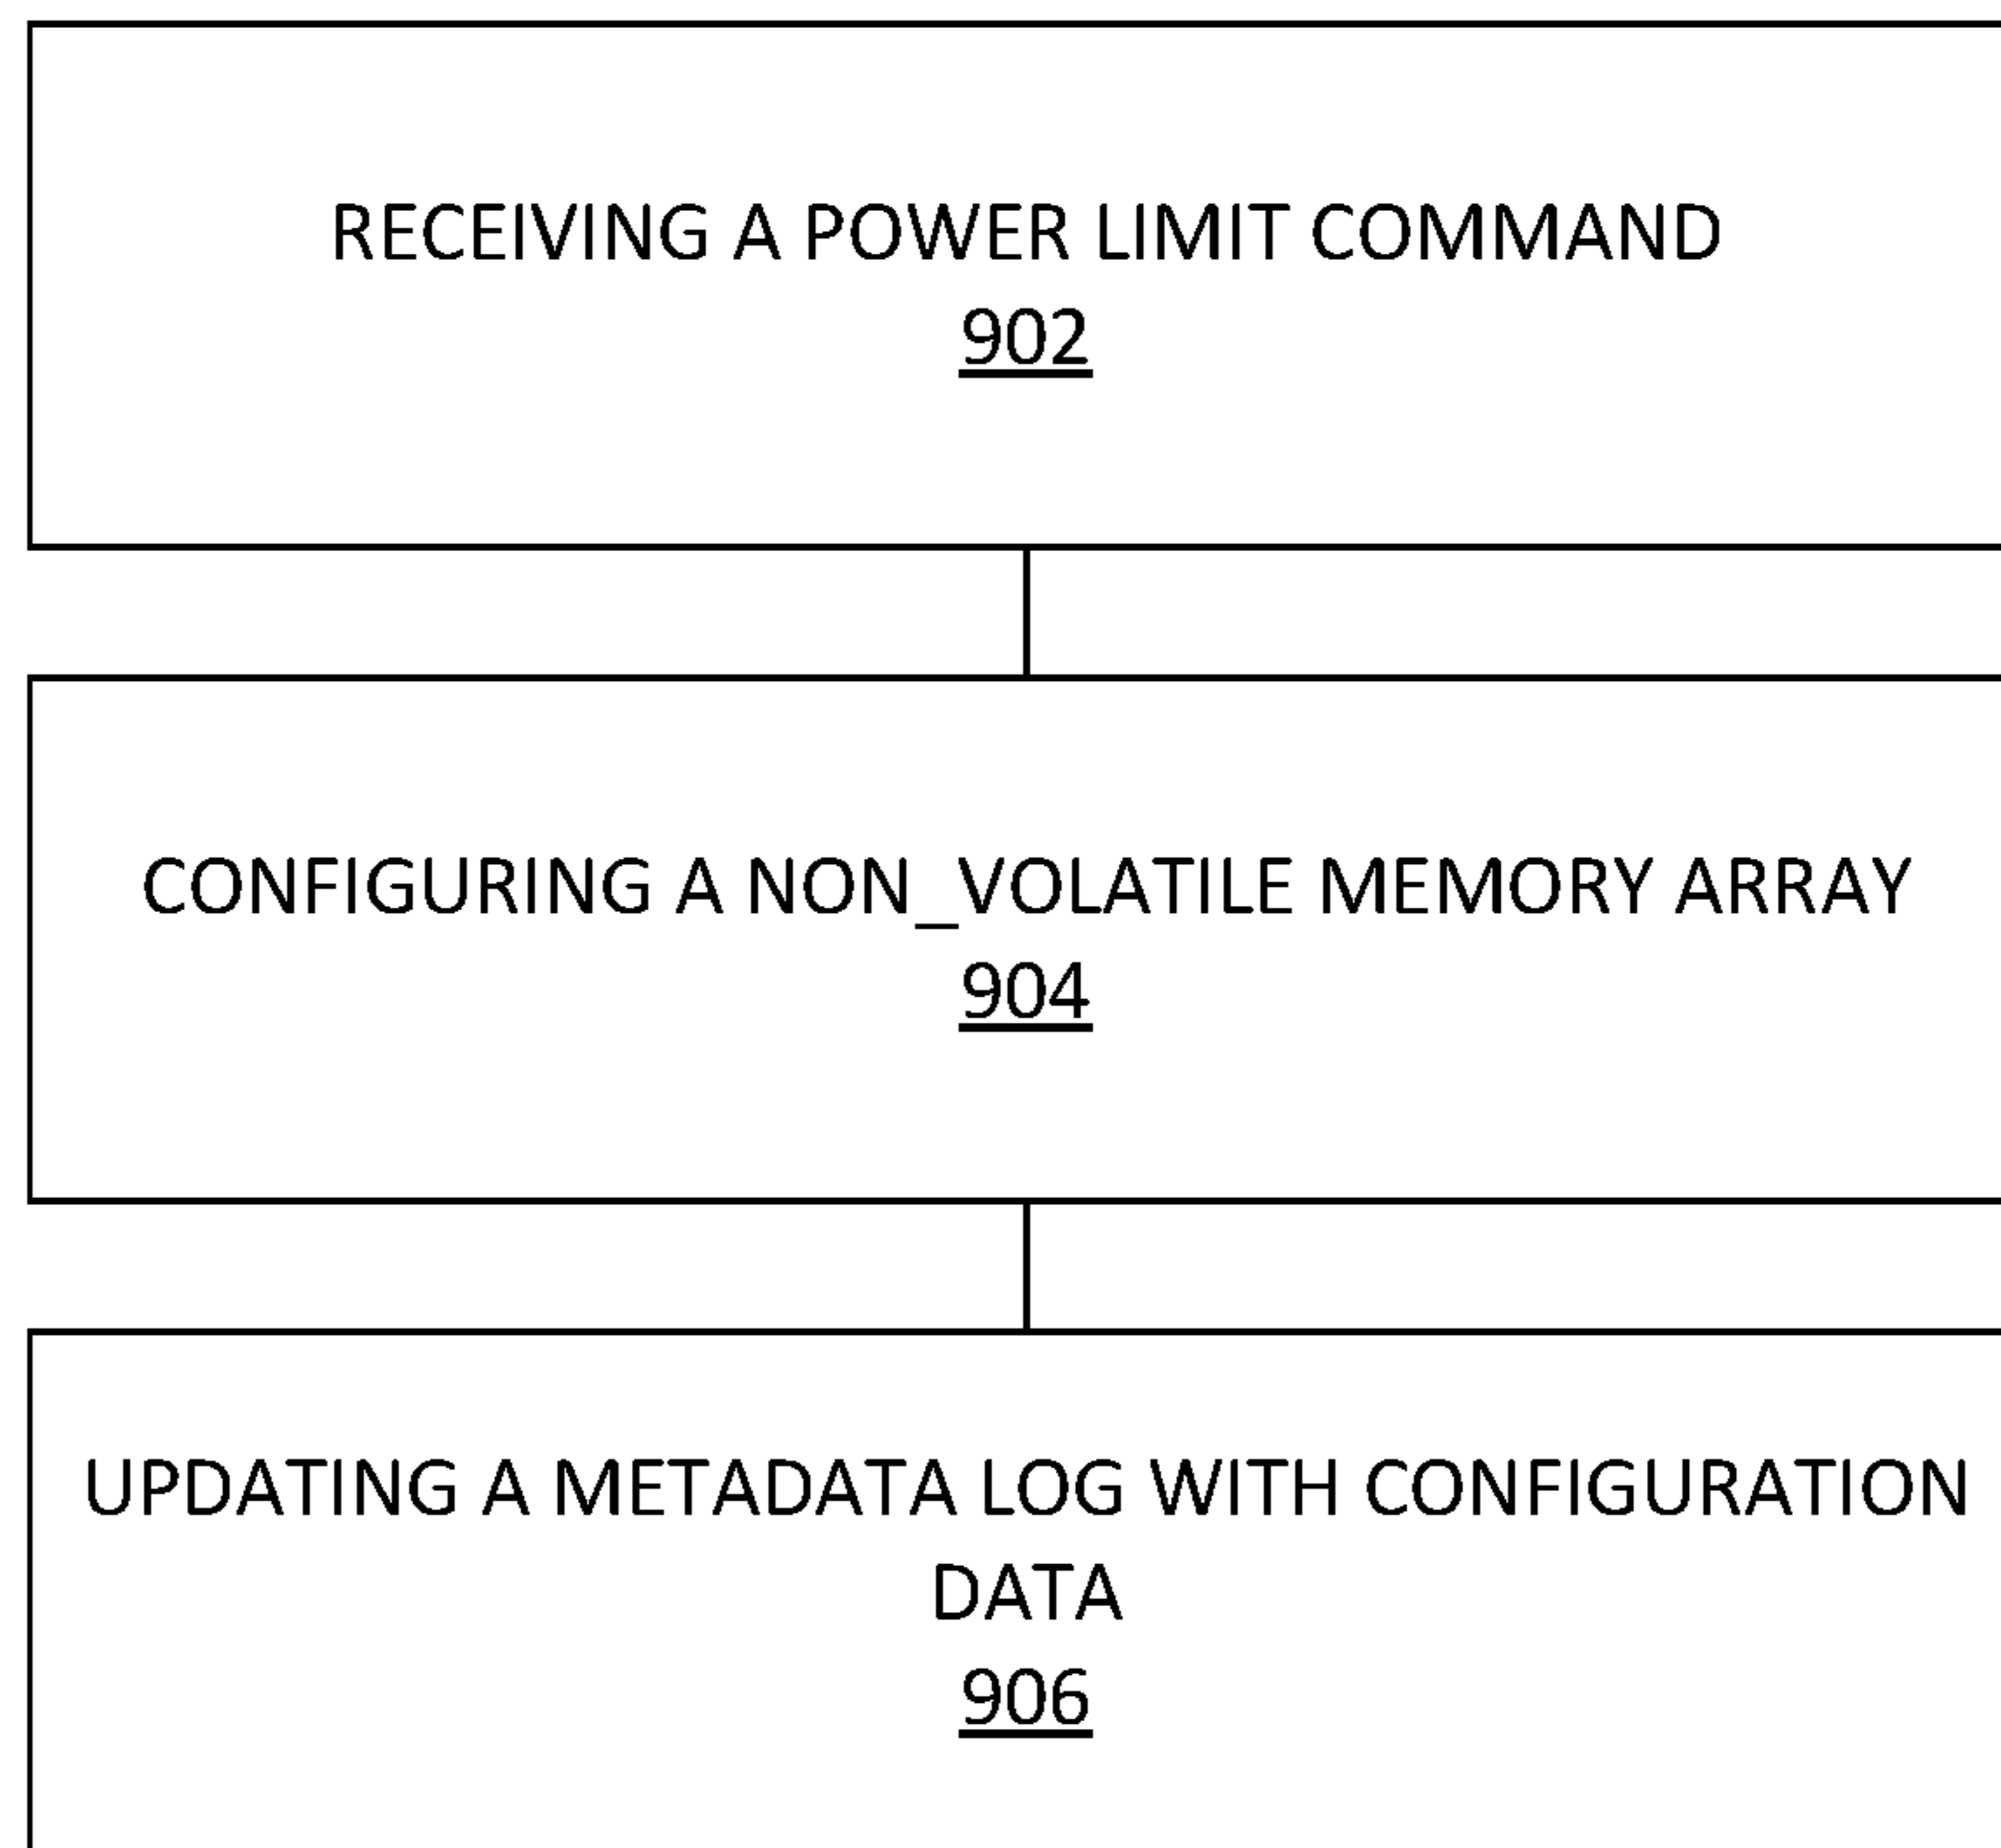 RECEIVING A POWER LIMIT COMMAND
902
CONFIGURING A NON_VOLATILE MEMORY ARRAY
904
UPDATING A METADATA LOG WITH CONFIGURATION
DATA
906